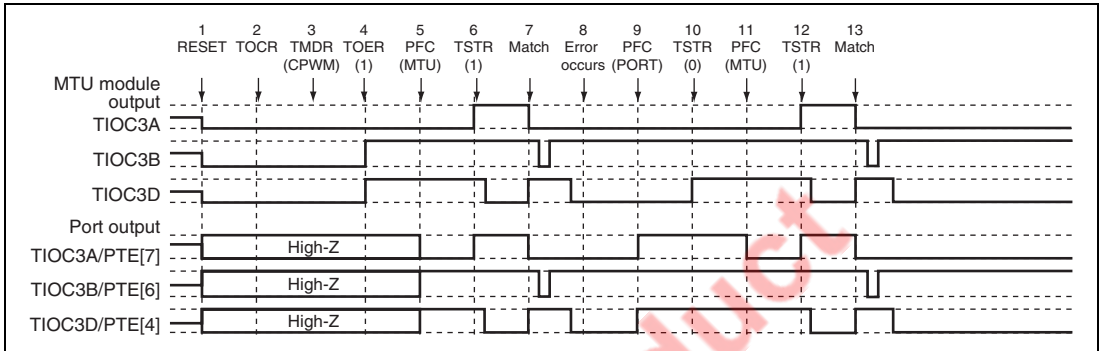 1 2 3 4 5 6 7 8 9 10 11 12 13
RESET TOCR TMDR TOER PFC TSTR Match Error PFC TSTR PFC TSTR Match
(CPWM) (1) (MTU) (1) occurs (PORT) (0) (MTU) (1)
MTU module
output
TIOC3A
TIOC3B
TIOC3D
Port output
TIOC3A/PTE[7] High-Z
TIOC3B/PTE[6] High-Z
TIOC3D/PTE[4] High-Z
duct